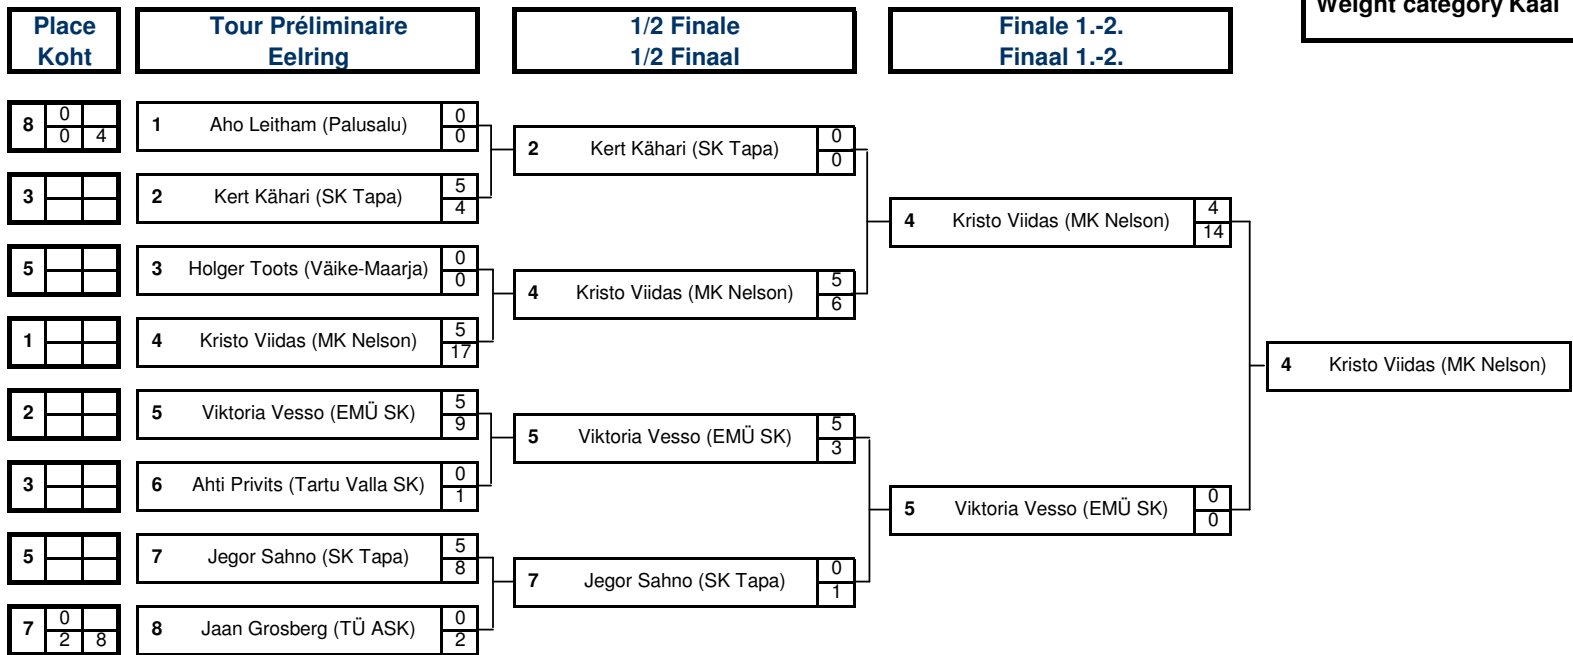 Weight category Kaal
Place Tour Préliminaire 1/2 Finale Finale 1.-2.
Koht Eelring 1/2 Finaal Finaal 1.-2.
8 0 0 4 1 Aho Leitham (Palusalu) 0 0
2 Kert Kähari (SK Tapa) 0 0
3 2 Kert Kähari (SK Tapa) 5 4
4 Kristo Viidas (MK Nelson) 4 14
5 3 Holger Toots (Väike-Maarja) 0 0
4 Kristo Viidas (MK Nelson) 5 6
1 4 Kristo Viidas (MK Nelson) 5 17
4 Kristo Viidas (MK Nelson)
2 5 Viktoria Vesso (EMÜ SK) 5 9
5 Viktoria Vesso (EMÜ SK) 5 3
3 6 Ahti Privits (Tartu Valla SK) 0 1
5 Viktoria Vesso (EMÜ SK) 0 0
5 7 Jegor Sahno (SK Tapa) 5 8
7 Jegor Sahno (SK Tapa) 0 1
7 0 2 8 8 Jaan Grosberg (TÜ ASK) 0 2